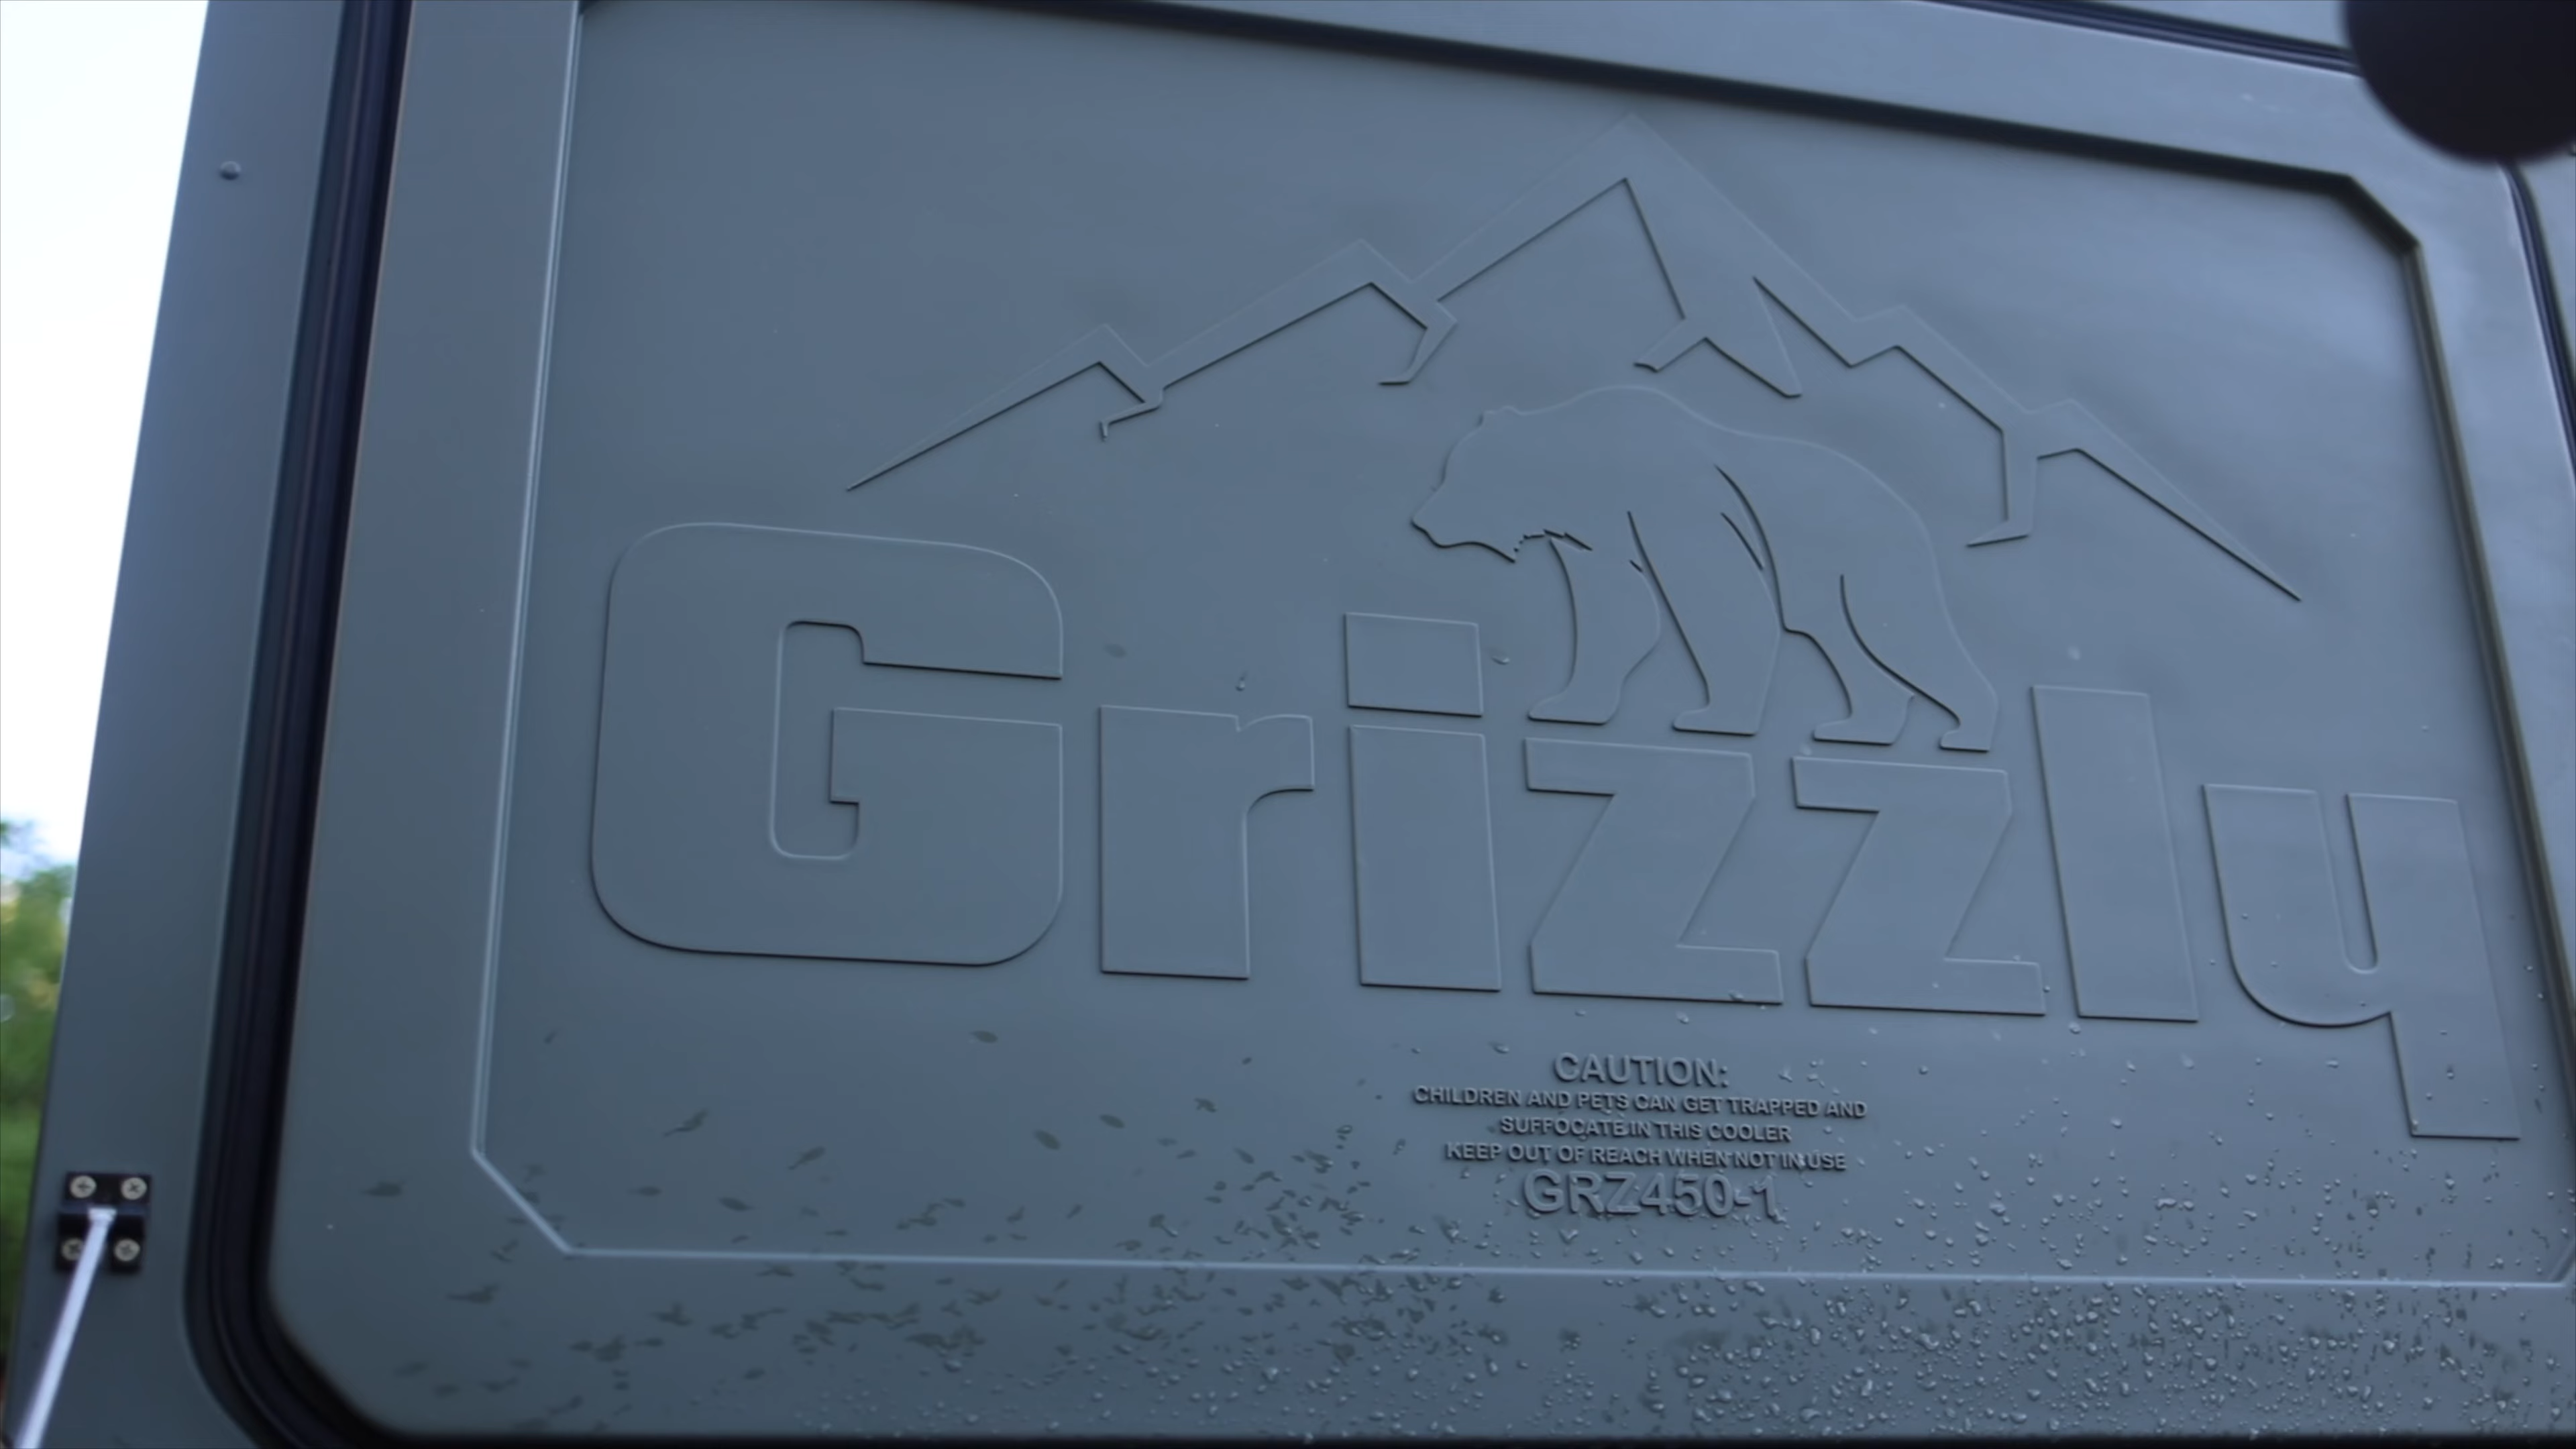 Grizzly
CAUTION:
CHILDREN AND PETS CAN GET TRAPPED AND
SUFFOCATE IN THIS COOLER
KEEP OUT OF REACH WHEN NOT IN USE
GRZ450-1